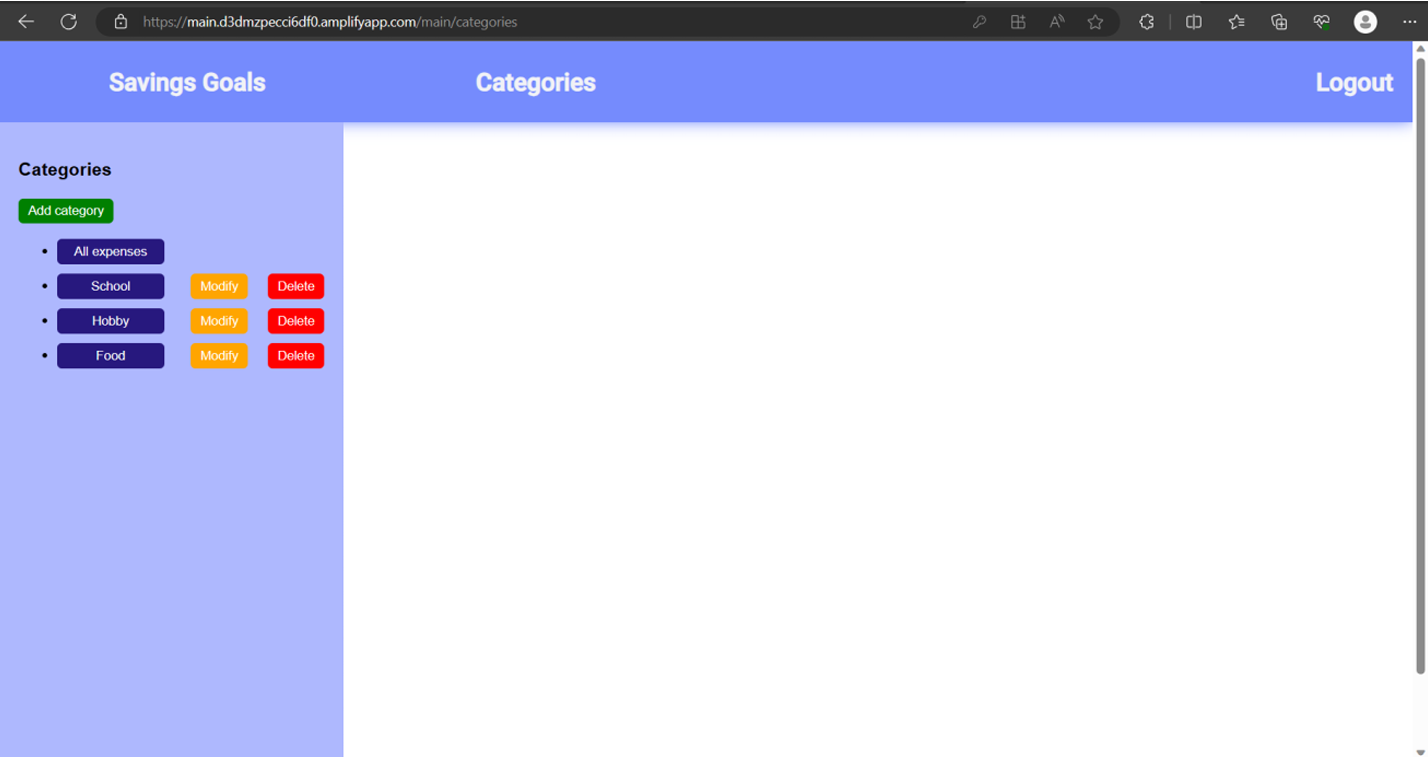 https://main.d3dmzpecci6df0.amplifyapp.com/main/categories
Savings Goals Categories Logout
Categories
Add category
All expenses
School Modify Delete
Hobby Modify Delete
Food Modify Delete